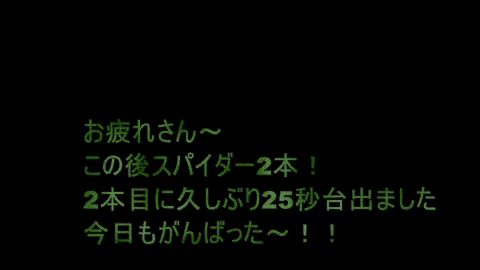 お疲れさん～
この後スパイダー2本！
2本目に久しぶり25秒台出ました
今日もがんばった～！！